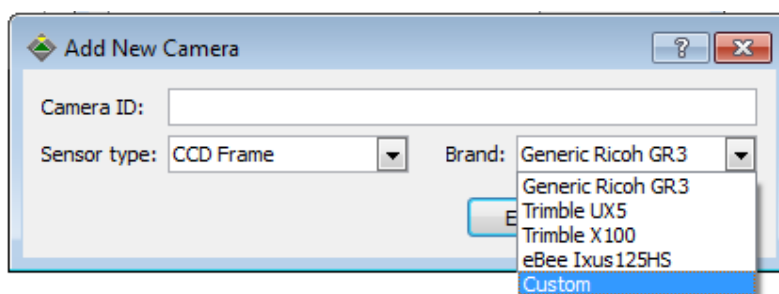 Add New Camera
?
Camera ID:
Sensor type: CCD Frame Brand: Generic Ricoh GR3
Generic Ricoh GR3
Trimble UX5
Trimble X100
eBee Ixus125HS
Custom